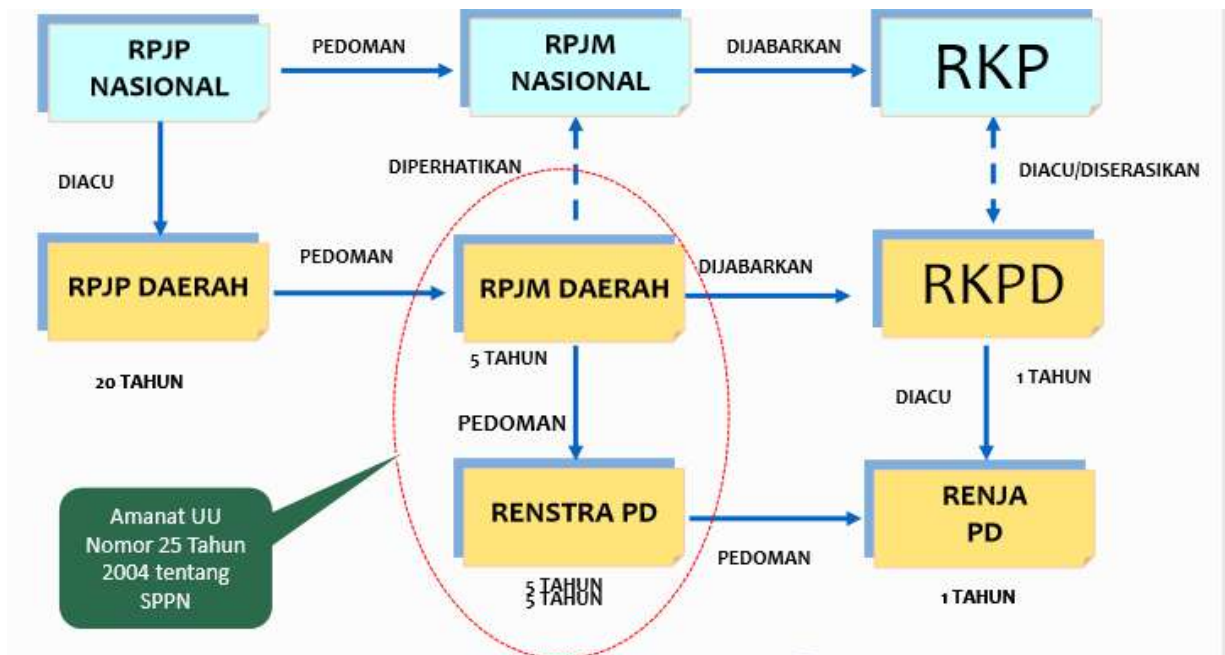 RPJP
NASIONAL
PEDOMAN
RPJM
NASIONAL
DIJABARKAN
RKP
DIACU
DIPERHATIKAN
DIACU/DISERASIKAN
RPJP DAERAH
PEDOMAN
RPJM DAERAH
DIJABARKAN
RKPD
20 TAHUN
5 TAHUN
1 TAHUN
PEDOMAN
DIACU
Amanat UU
Nomor 25 Tahun
2004 tentang
SPPN
RENSTRA PD
PEDOMAN
RENJA
PD
5 TAHUN
5 TAHUN
1 TAHUN